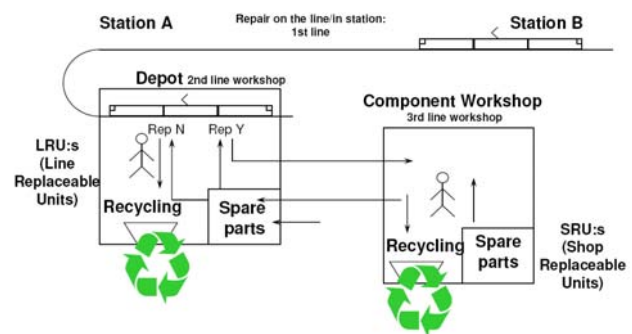 Station A
Repair on the line/in station:
1st line
Station B
Depot 2nd line workshop
Component Workshop
3rd line workshop
Rep N
Rep Y
LRU:s
(Line
Replaceable
Units)
Recycling
Spare
parts
Recycling
Spare
parts
SRU:s
(Shop
Replaceable
Units)